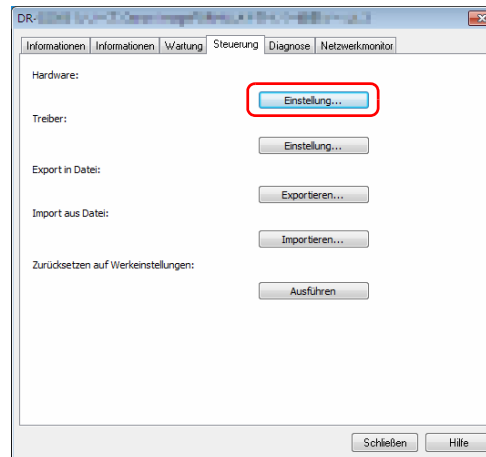 DR-
Informationen Informationen Wartung Steuerung Diagnose Netzwerkmonitor
Hardware:
Einstellung...
Treiber:
Einstellung...
Export in Datei:
Exportieren...
Import aus Datei:
Importieren...
Zurücksetzen auf Werkeinstellungen:
Ausführen
Schließen Hilfe